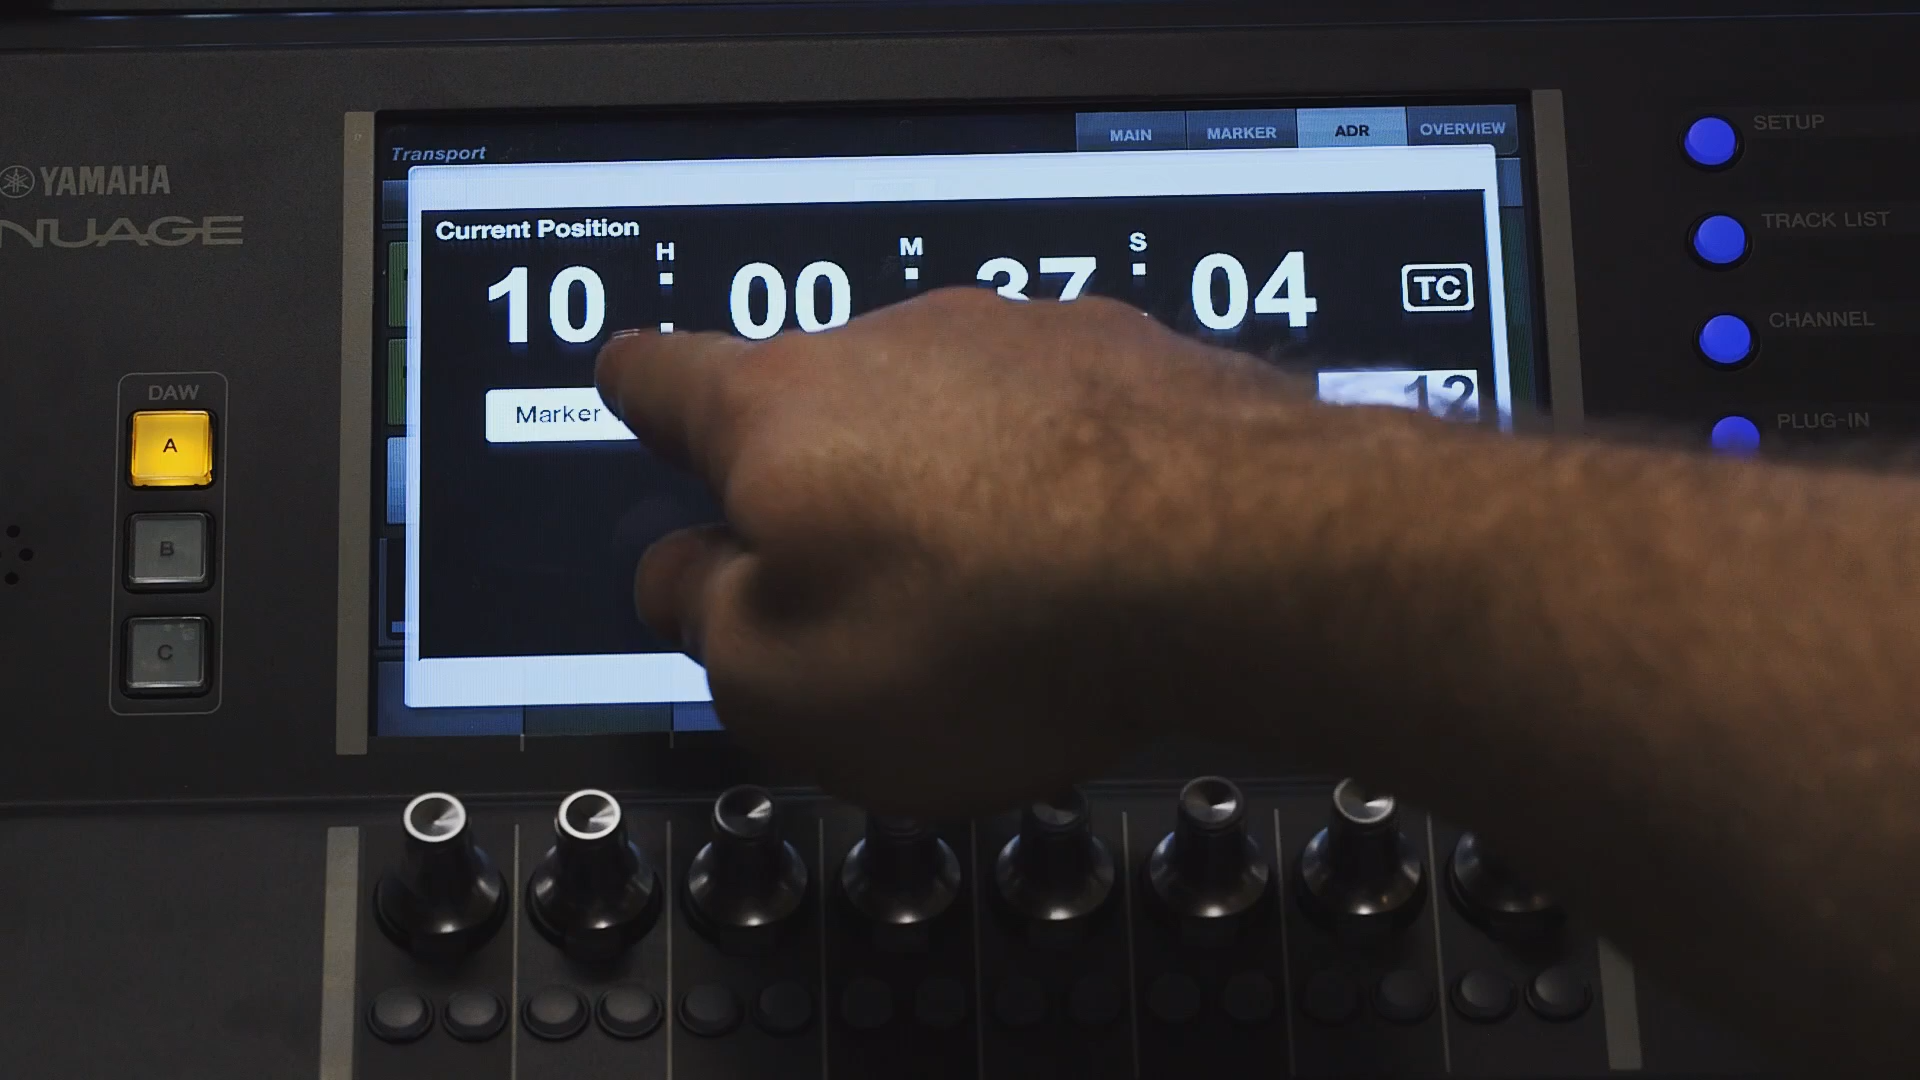 YAMAHA
NUAGE
DAW
A
B
C
Transport
MAIN
MARKER
ADR
OVERVIEW
Current Position
H
M
S
10 : 00 : 37 : 04
TC
Marker
12
SETUP
TRACK LIST
CHANNEL
PLUG-IN